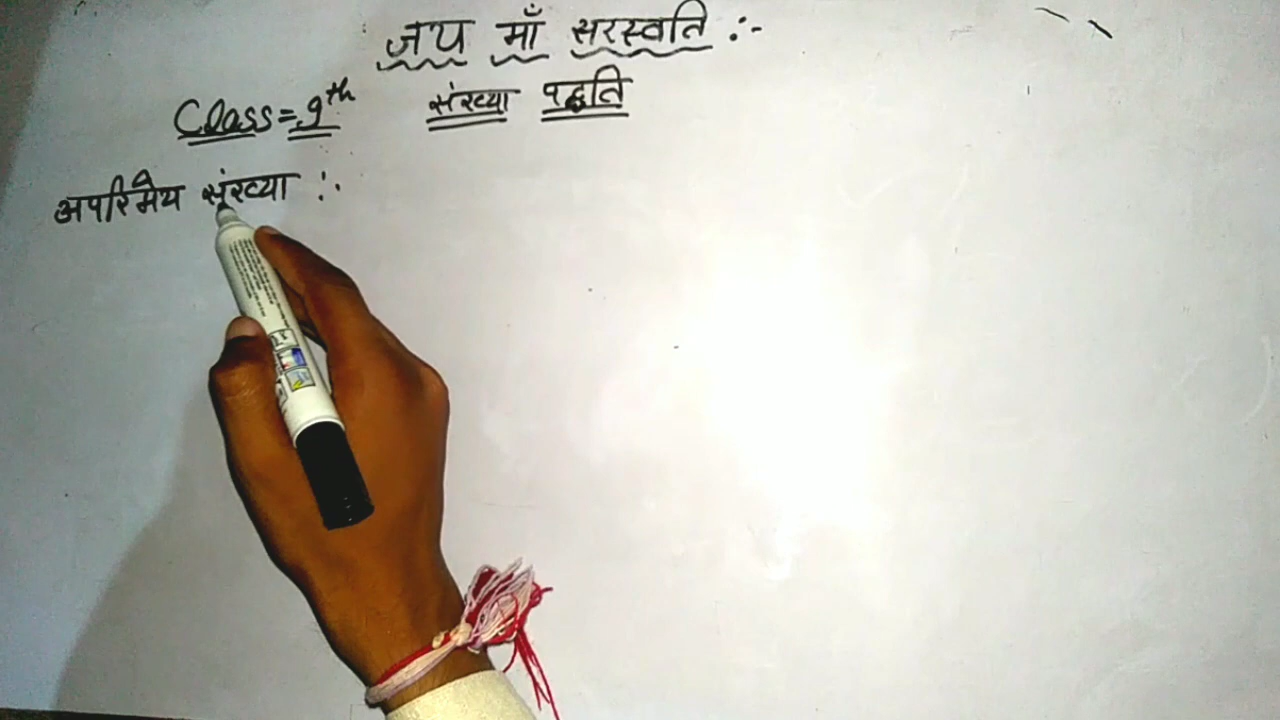 जय माँ सरस्वति :-
Class = 9th संख्या पद्धति
अपरिमेय संख्या :.